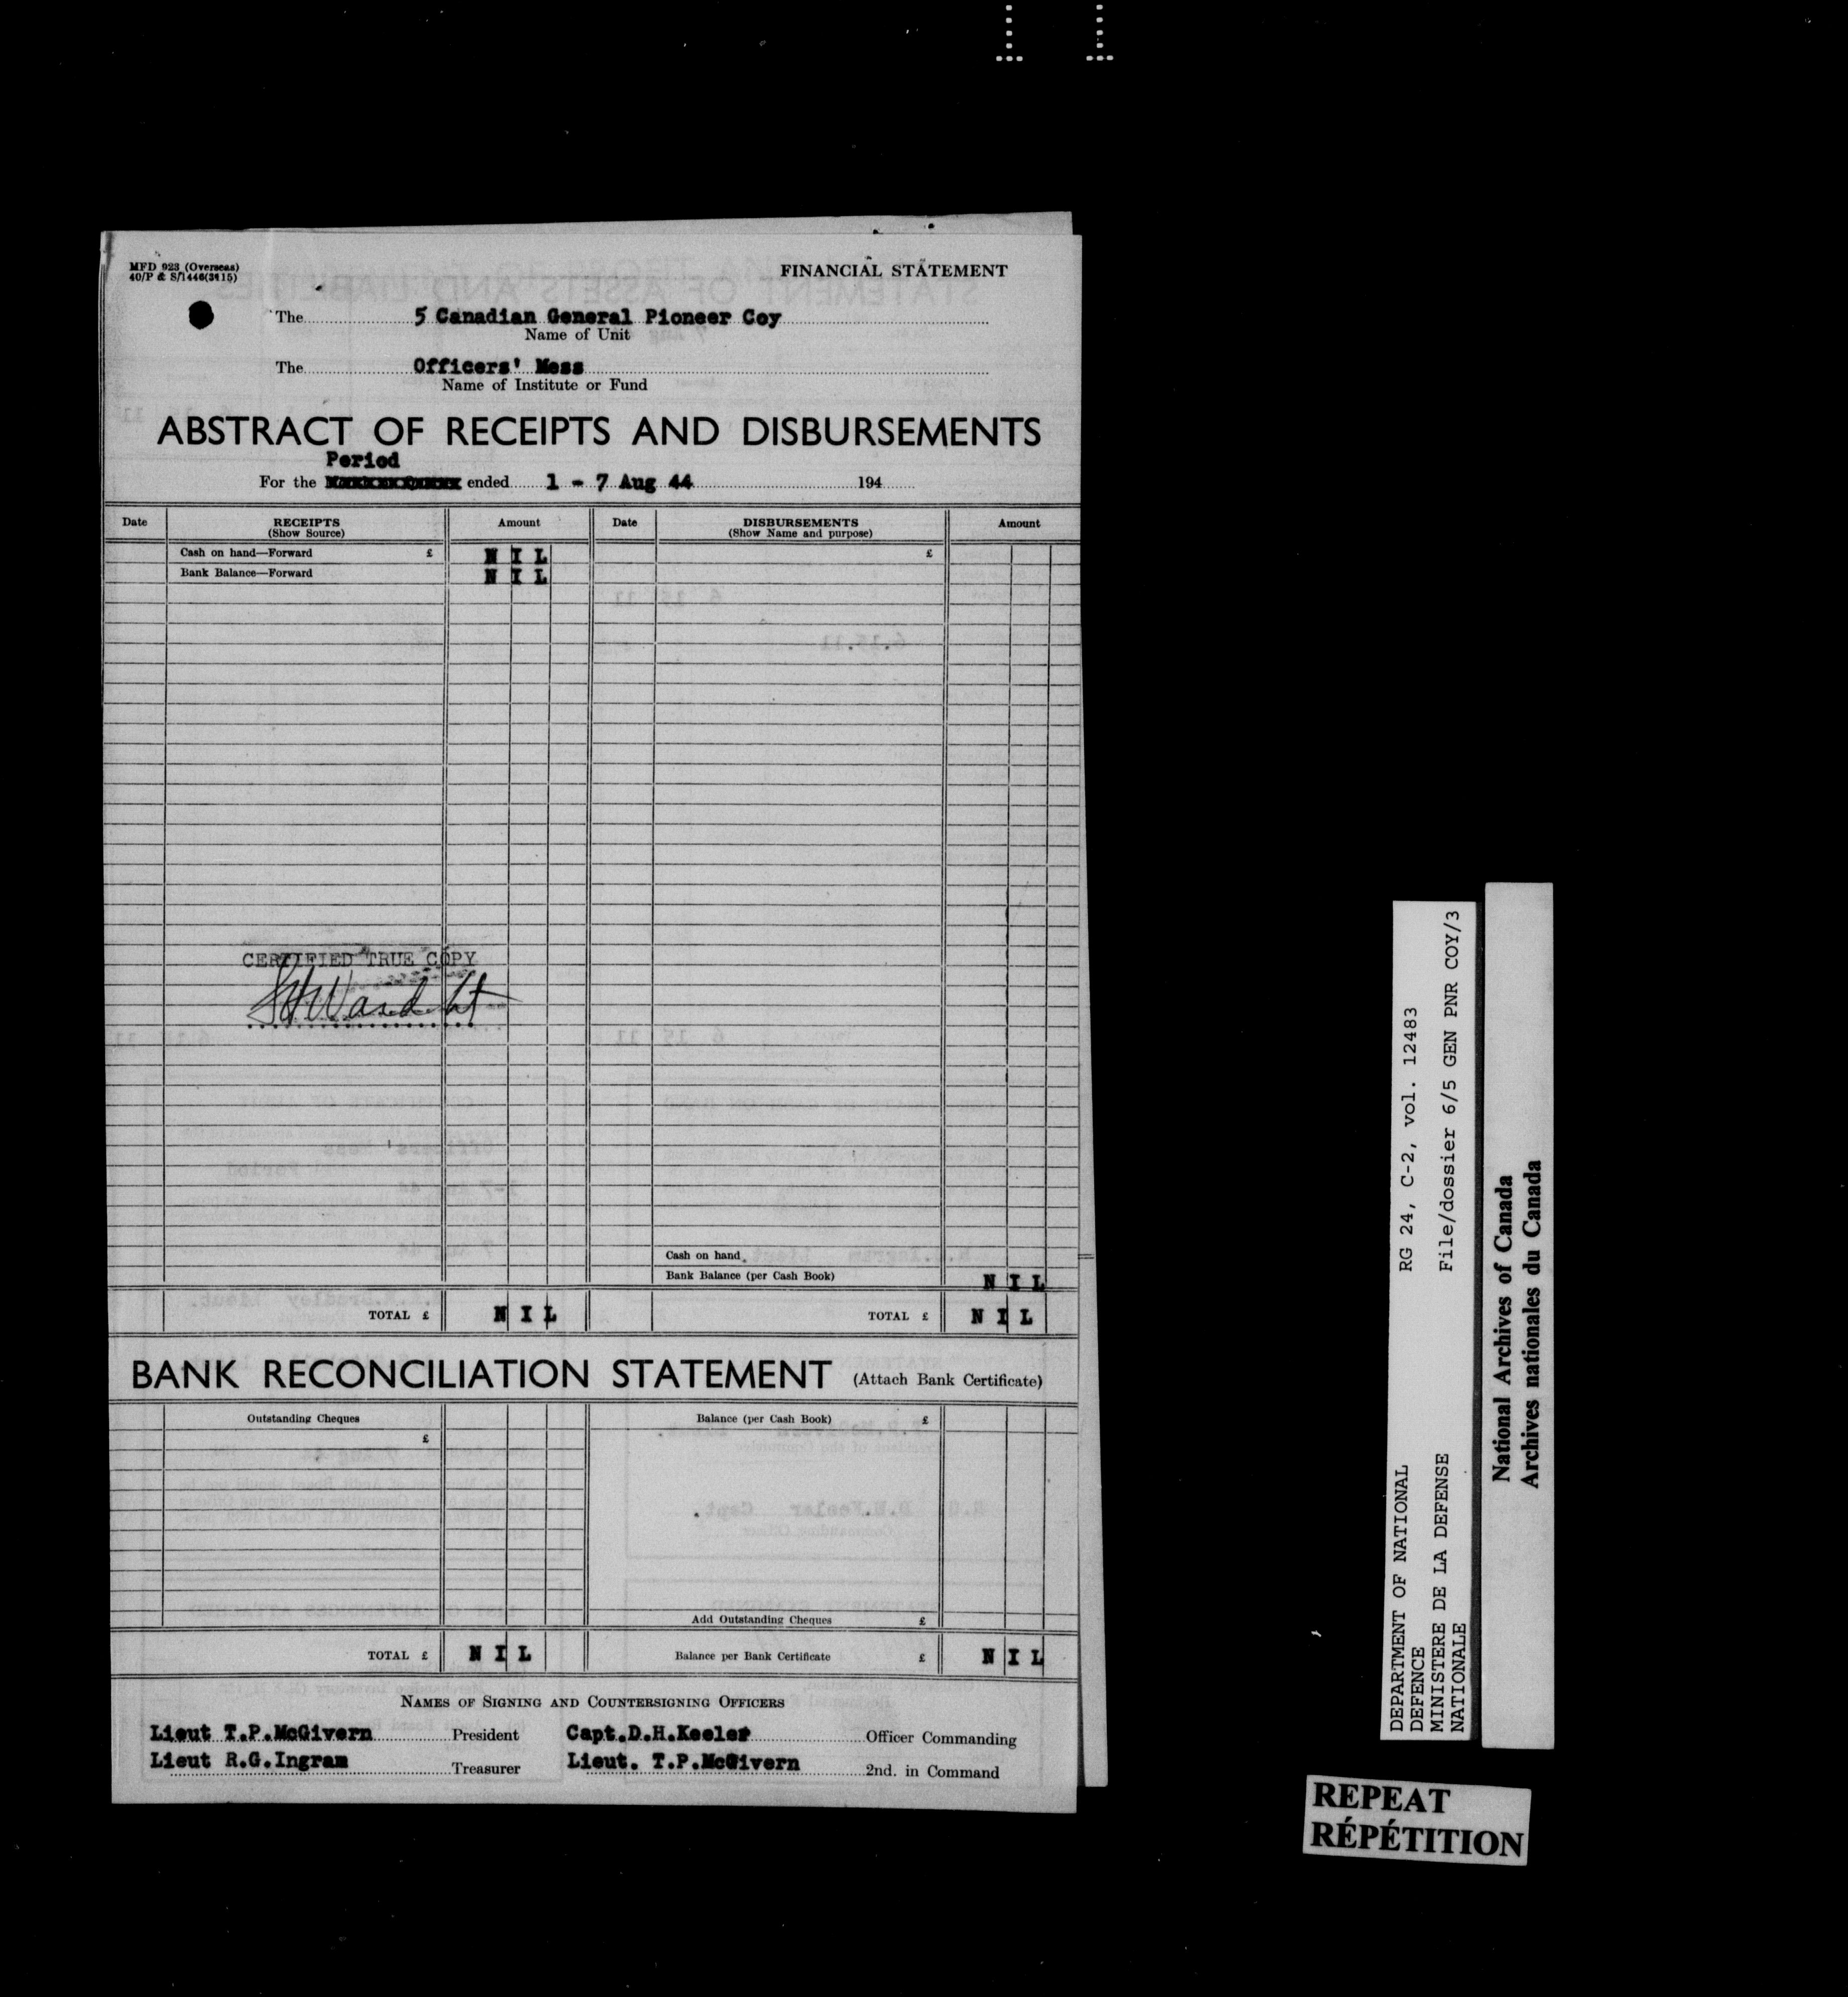 MFD 923 (Overseas)
40/P & S/1446(3115)
FINANCIAL STATEMENT
The 5 Canadian General Pioneer Coy
Name of Unit
The Officers' Mess
Name of Institute or Fund
ABSTRACT OF RECEIPTS AND DISBURSEMENTS
Period
For the ended 1 - 7 Aug 44 194
Date RECEIPTS Amount Date DISBURSEMENTS Amount
(Show Source) (Show Name and purpose)
Cash on hand—Forward £ N I L £
Bank Balance—Forward N I L
CERTIFIED TRUE COPY
Ward Lt
Cash on hand
Bank Balance (per Cash Book) N I L
TOTAL £ N I L TOTAL £ N I L
BANK RECONCILIATION STATEMENT (Attach Bank Certificate)
Outstanding Cheques Balance (per Cash Book) £
£
Add Outstanding Cheques £
TOTAL £ N I L Balance per Bank Certificate £ N I L
NAMES OF SIGNING AND COUNTERSIGNING OFFICERS
Lieut T.P.McGivern President Capt.D.H.Keeler Officer Commanding
Lieut R.G.Ingram Treasurer Lieut. T.P.McGivern 2nd. in Command
DEPARTMENT OF NATIONAL RG 24, C-2, vol. 12483
DEFENCE
MINISTERE DE LA DEFENSE File/dossier 6/5 GEN PNR COY/3
NATIONALE
National Archives of Canada
Archives nationales du Canada
REPEAT
RÉPÉTITION